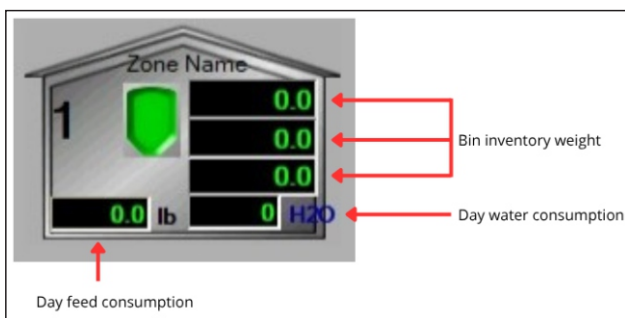 Zone Name
1
0.0
0.0
Bin inventory weight
0.0
0.0 lb
0 H2O
Day water consumption
Day feed consumption